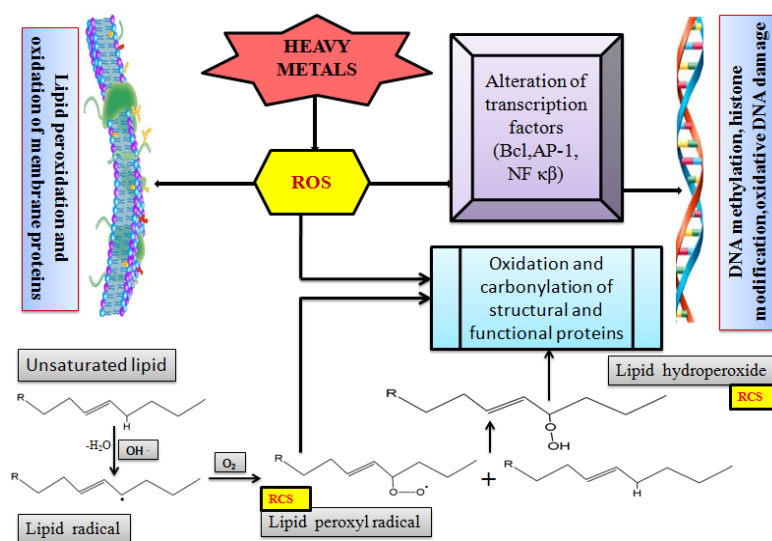 HEAVY
METALS
Lipid peroxidation and
oxidation of membrane proteins
ROS
Alteration of
transcription
factors
(Bcl,AP-1,
NF κβ)
DNA methylation, histone
modification,oxidative DNA damage
Oxidation and
carbonylation of
structural and
functional proteins
Unsaturated lipid
R
H
-H₂O
OH ·
R
Lipid radical
O₂
R
O O•
RCS
Lipid peroxyl radical
+
R
H
R
O
OH
Lipid hydroperoxide
RCS